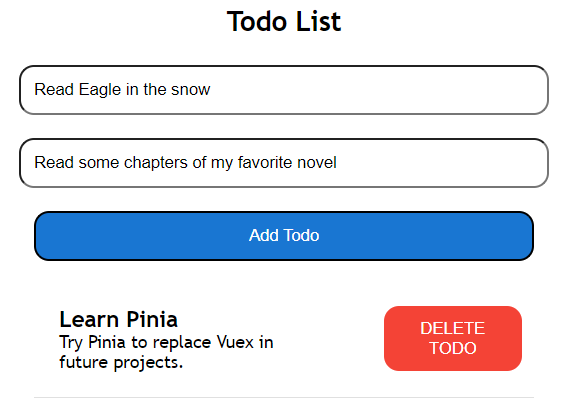 Todo List
Read Eagle in the snow
Read some chapters of my favorite novel
Add Todo
Learn Pinia
Try Pinia to replace Vuex in
future projects.
DELETE
TODO